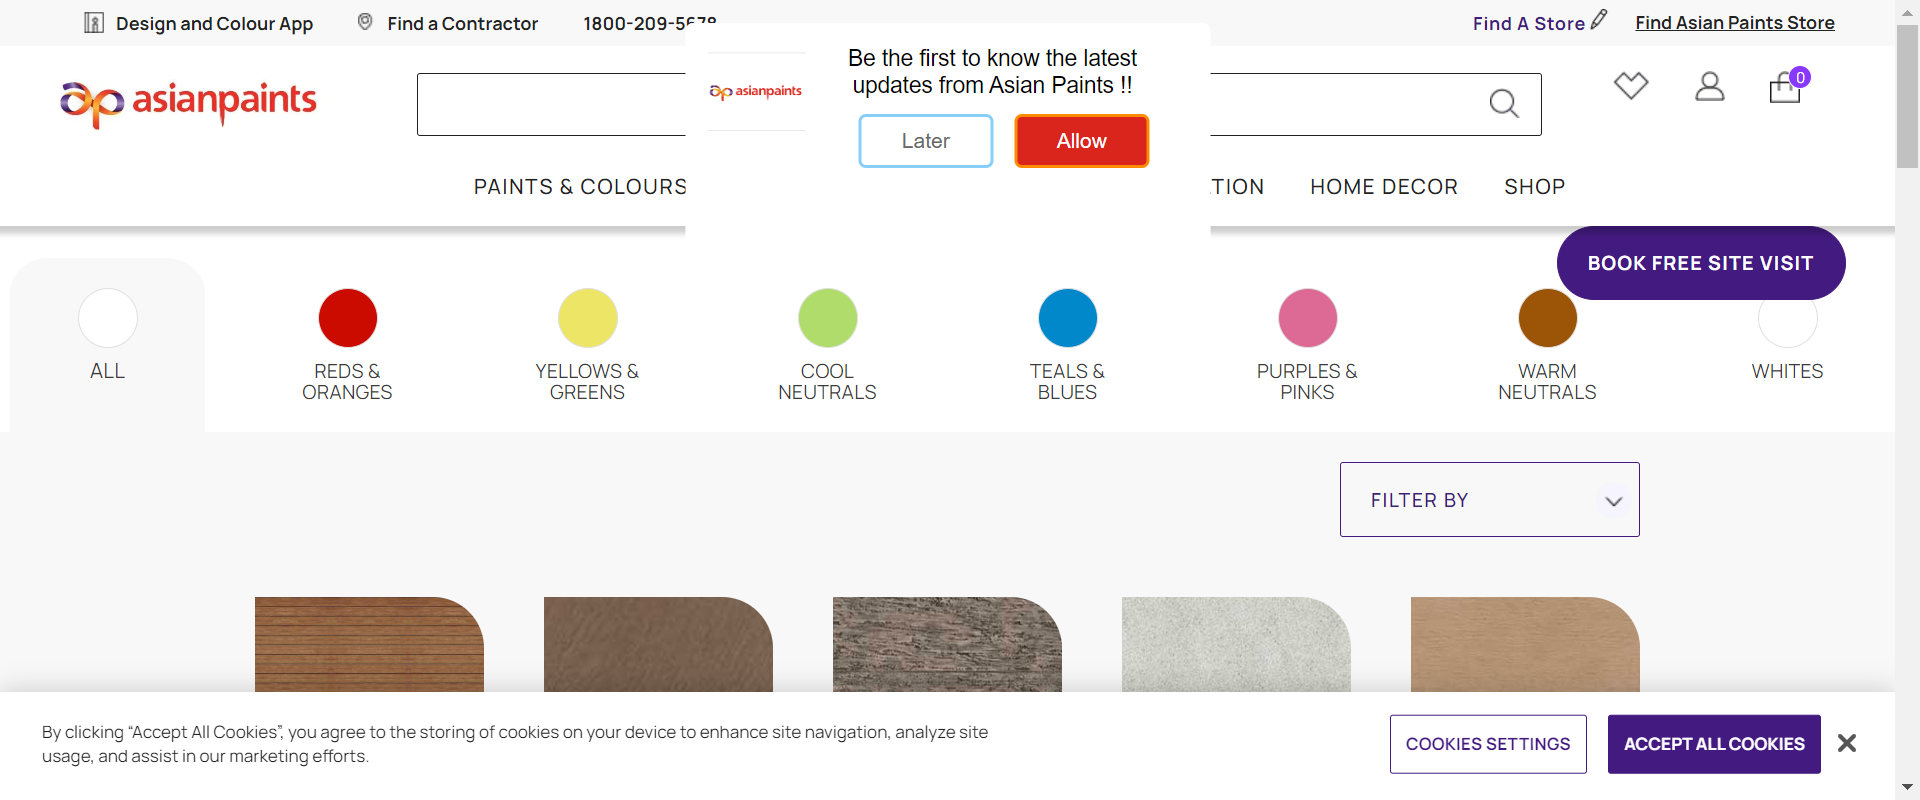 Design and Colour App
Find a Contractor
1800-209-5678
Find A Store
Find Asian Paints Store
asianpaints
asianpaints
Be the first to know the latest
updates from Asian Paints !!
Later
Allow
0
PAINTS & COLOURS
HOME DECOR
SHOP
BOOK FREE SITE VISIT
ALL
REDS &
ORANGES
YELLOWS &
GREENS
COOL
NEUTRALS
TEALS &
BLUES
PURPLES &
PINKS
WARM
NEUTRALS
WHITES
FILTER BY
By clicking “Accept All Cookies”, you agree to the storing of cookies on your device to enhance site navigation, analyze site
usage, and assist in our marketing efforts.
COOKIES SETTINGS
ACCEPT ALL COOKIES